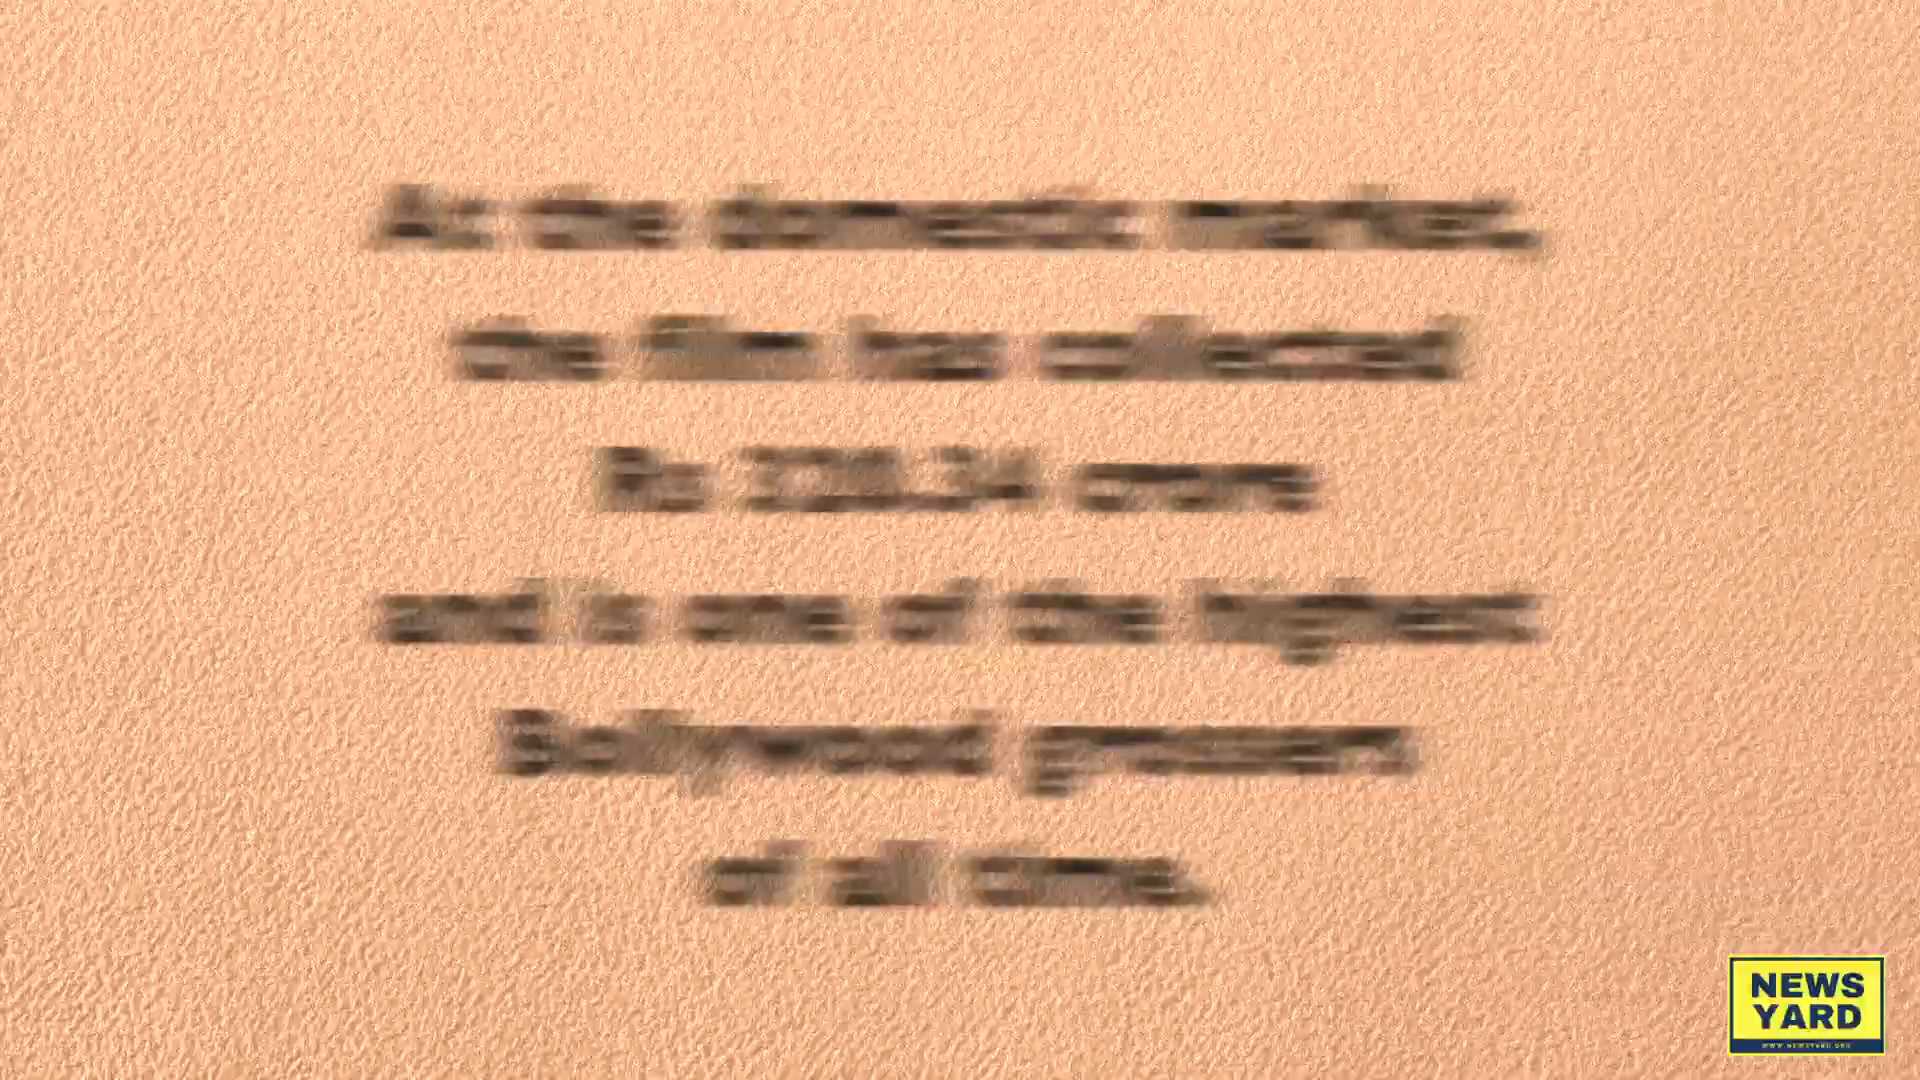 At the domestic market,
the film has collected
Rs crore
and is one of the highest
Bollywood grossers
of all time.
NEWS
YARD